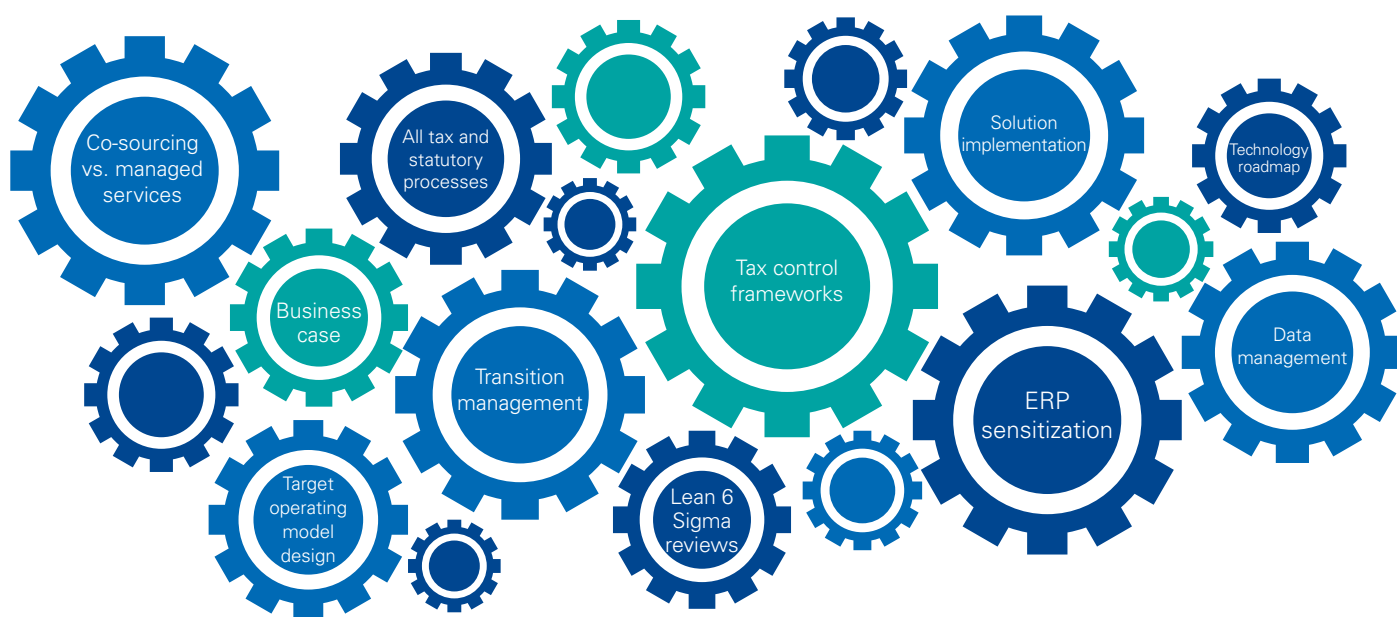 Co-sourcing
vs. managed
services
All tax and
statutory
processes
Solution
implementation
Technology
roadmap
Business
case
Tax control
frameworks
Data
management
Transition
management
ERP
sensitization
Target
operating
model
design
Lean 6
Sigma
reviews